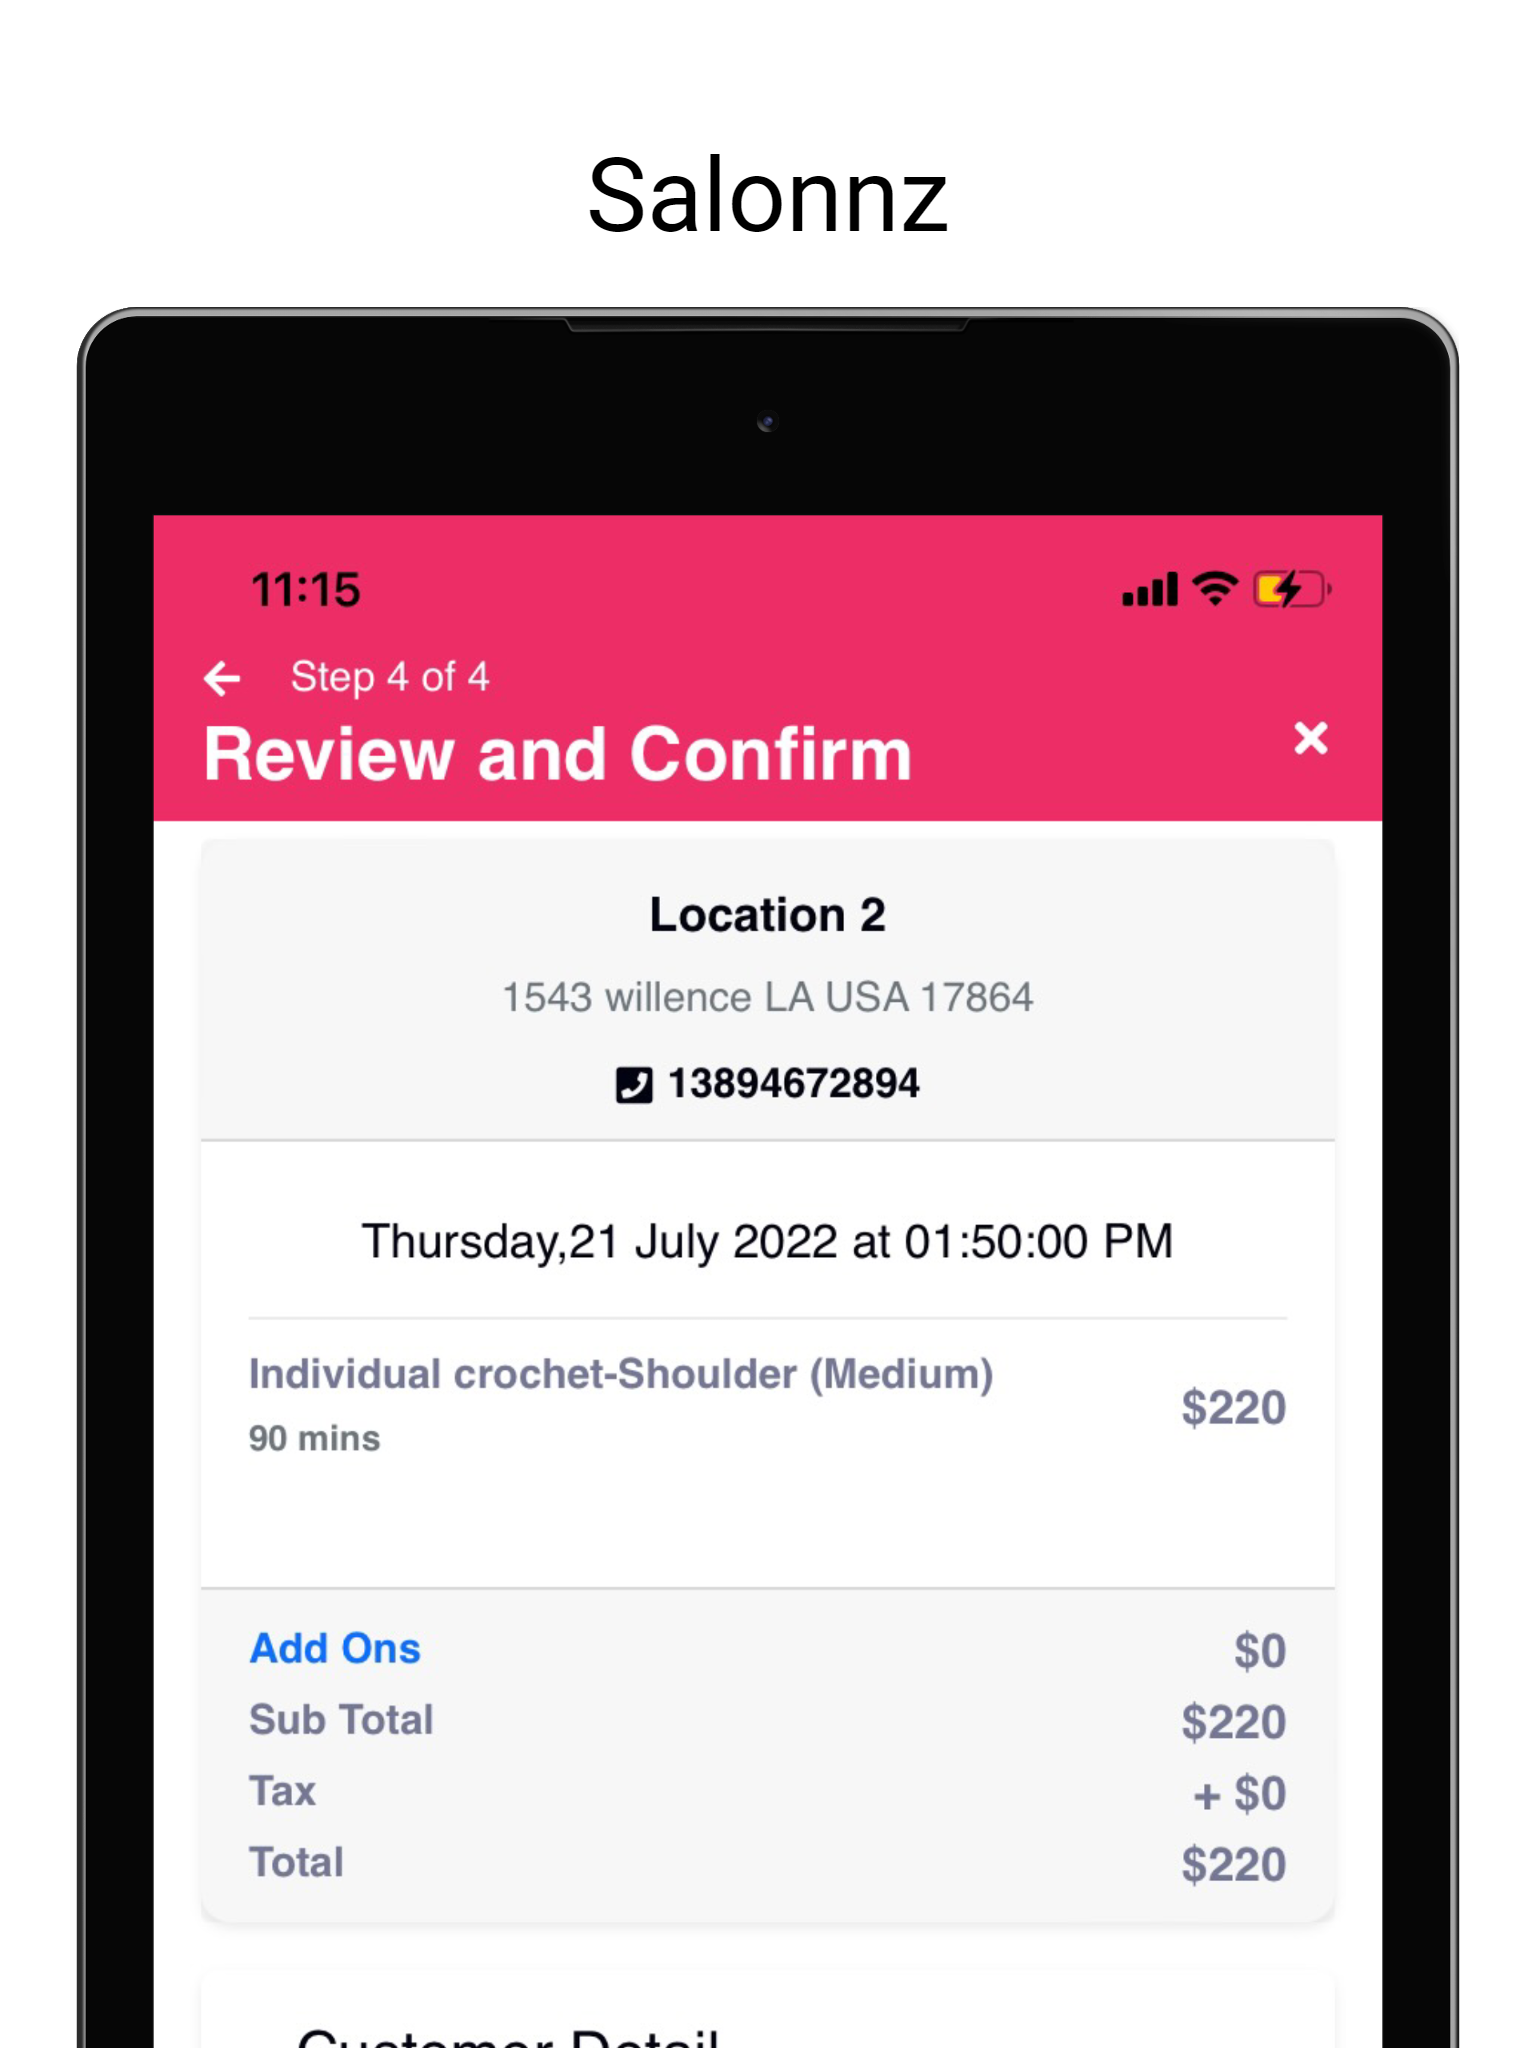 Salonnz
11:15
Step 4 of 4
Review and Confirm
Location 2
1543 willence LA USA 17864
13894672894
Thursday,21 July 2022 at 01:50:00 PM
Individual crochet-Shoulder (Medium)
$220
90 mins
Add Ons $0
Sub Total $220
Tax + $0
Total $220
Customer Detail